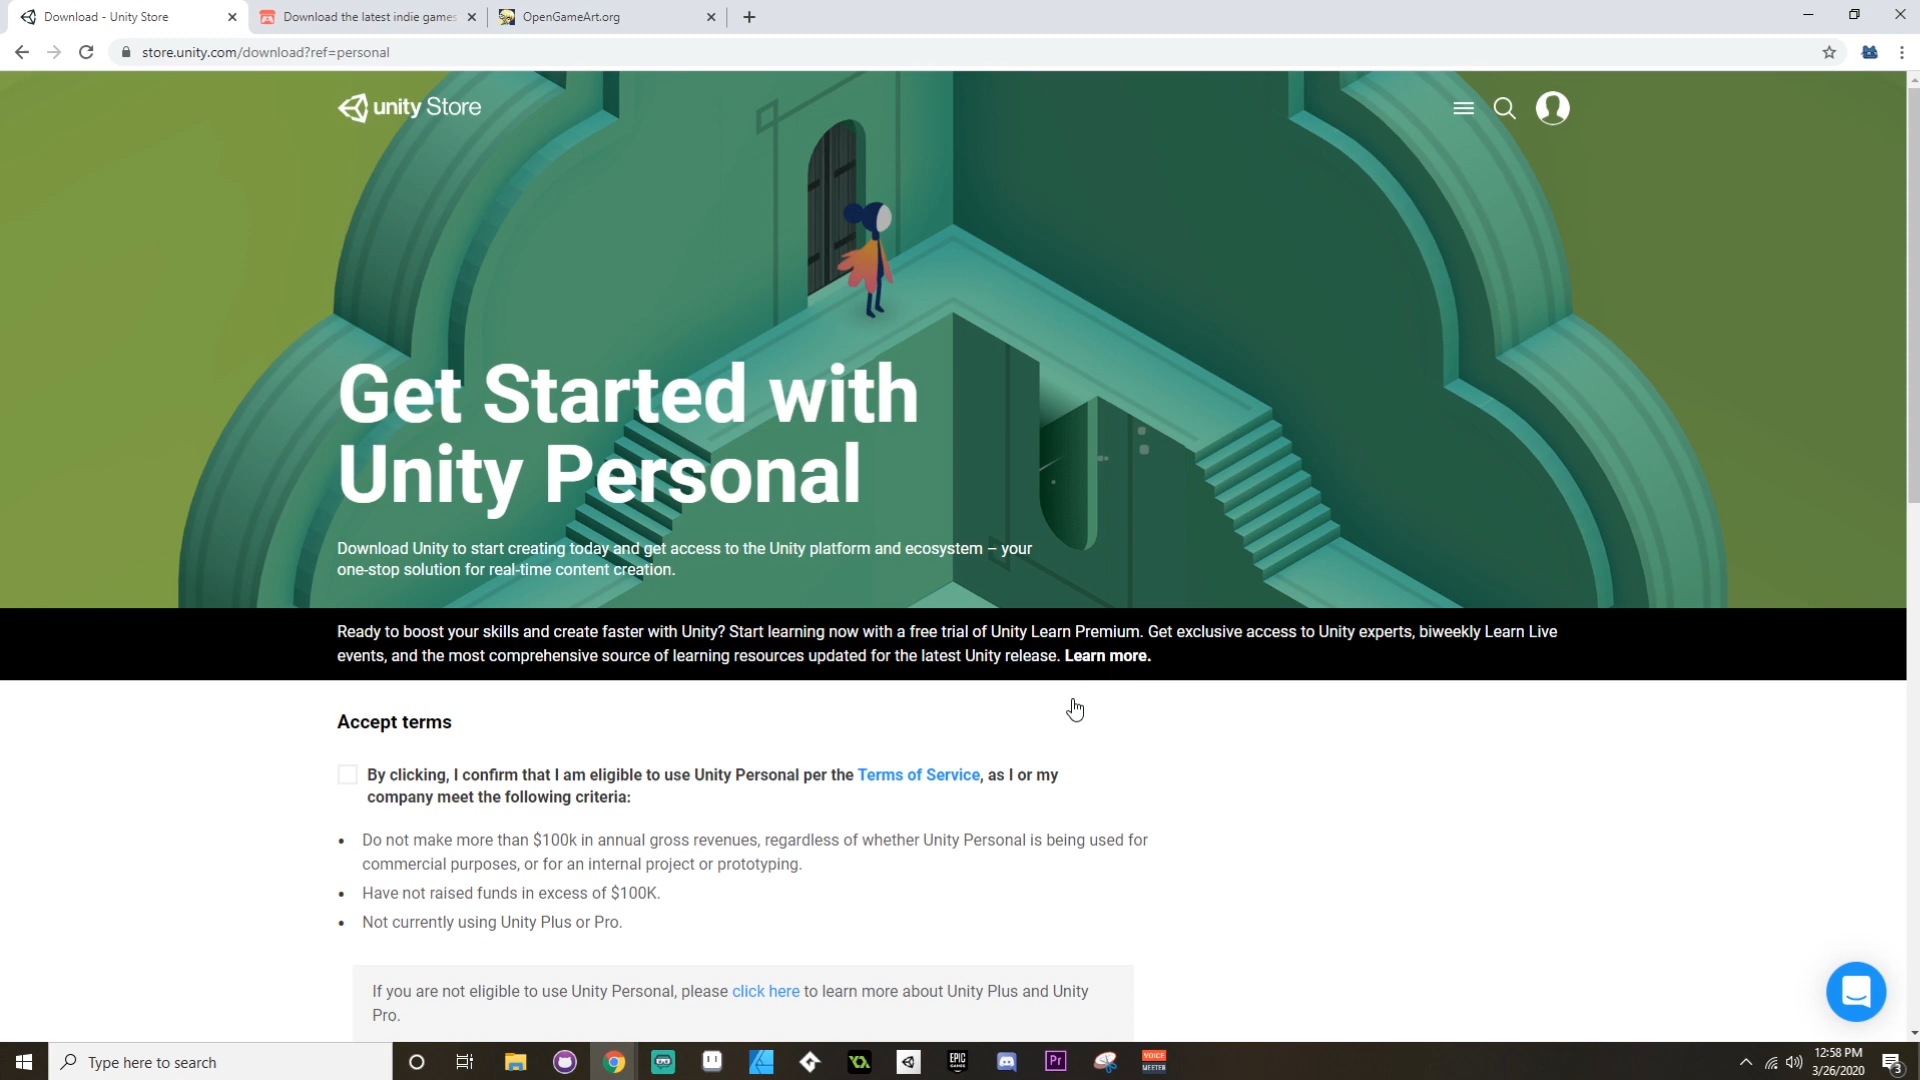 Download - Unity Store
Download the latest indie games
OpenGameArt.org
store.unity.com/download?ref=personal
unity Store
Get Started with
Unity Personal
Download Unity to start creating today and get access to the Unity platform and ecosystem – your
one-stop solution for real-time content creation.
Ready to boost your skills and create faster with Unity? Start learning now with a free trial of Unity Learn Premium. Get exclusive access to Unity experts, biweekly Learn Live
events, and the most comprehensive source of learning resources updated for the latest Unity release. Learn more.
Accept terms
By clicking, I confirm that I am eligible to use Unity Personal per the Terms of Service, as I or my
company meet the following criteria:
• Do not make more than $100k in annual gross revenues, regardless of whether Unity Personal is being used for
commercial purposes, or for an internal project or prototyping.
• Have not raised funds in excess of $100K.
• Not currently using Unity Plus or Pro.
If you are not eligible to use Unity Personal, please click here to learn more about Unity Plus and Unity
Pro.
Type here to search
EPIC
GAMES
Pr
VOICE
MEETER
12:58 PM
3/26/2020
3